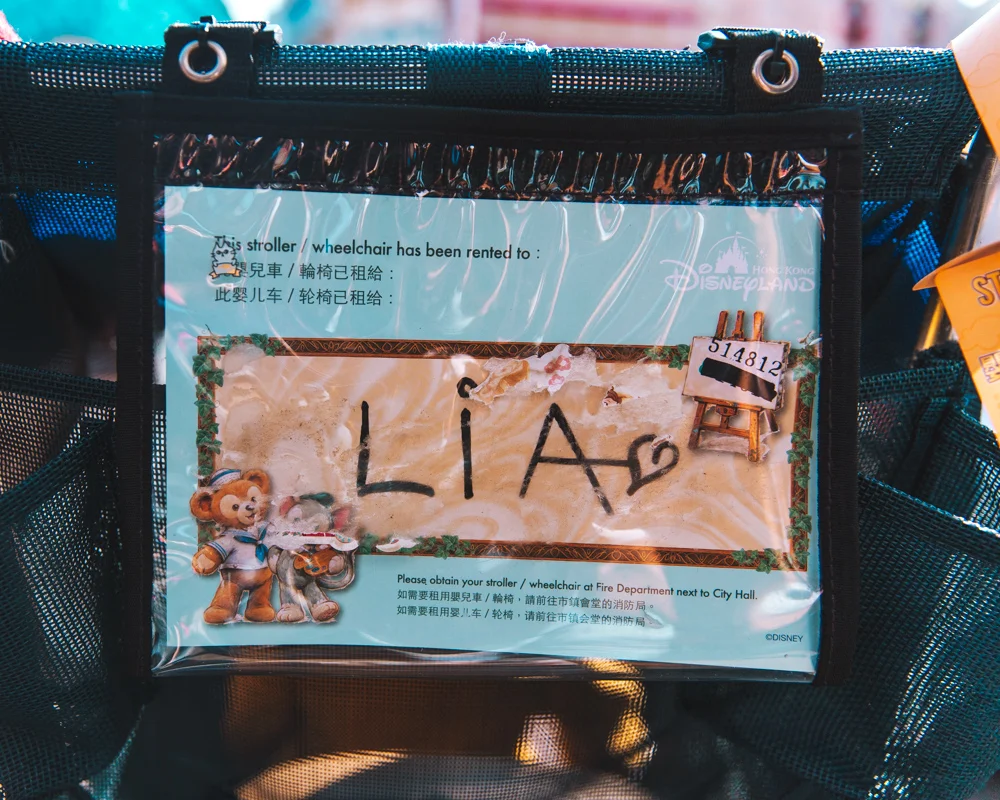 This stroller / wheelchair has been rented to :
嬰兒車 / 輪椅已租給 :
此婴儿车 / 轮椅已租给 :
HONG KONG
DISNEYLAND
514812
LiA
Please obtain your stroller / wheelchair at Fire Department next to City Hall.
如需要租用嬰兒車 / 輪椅，請前往市鎮會堂的消防局。
如需要租用婴儿车 / 轮椅，请前往市镇会堂的消防局。
©DISNEY
ST